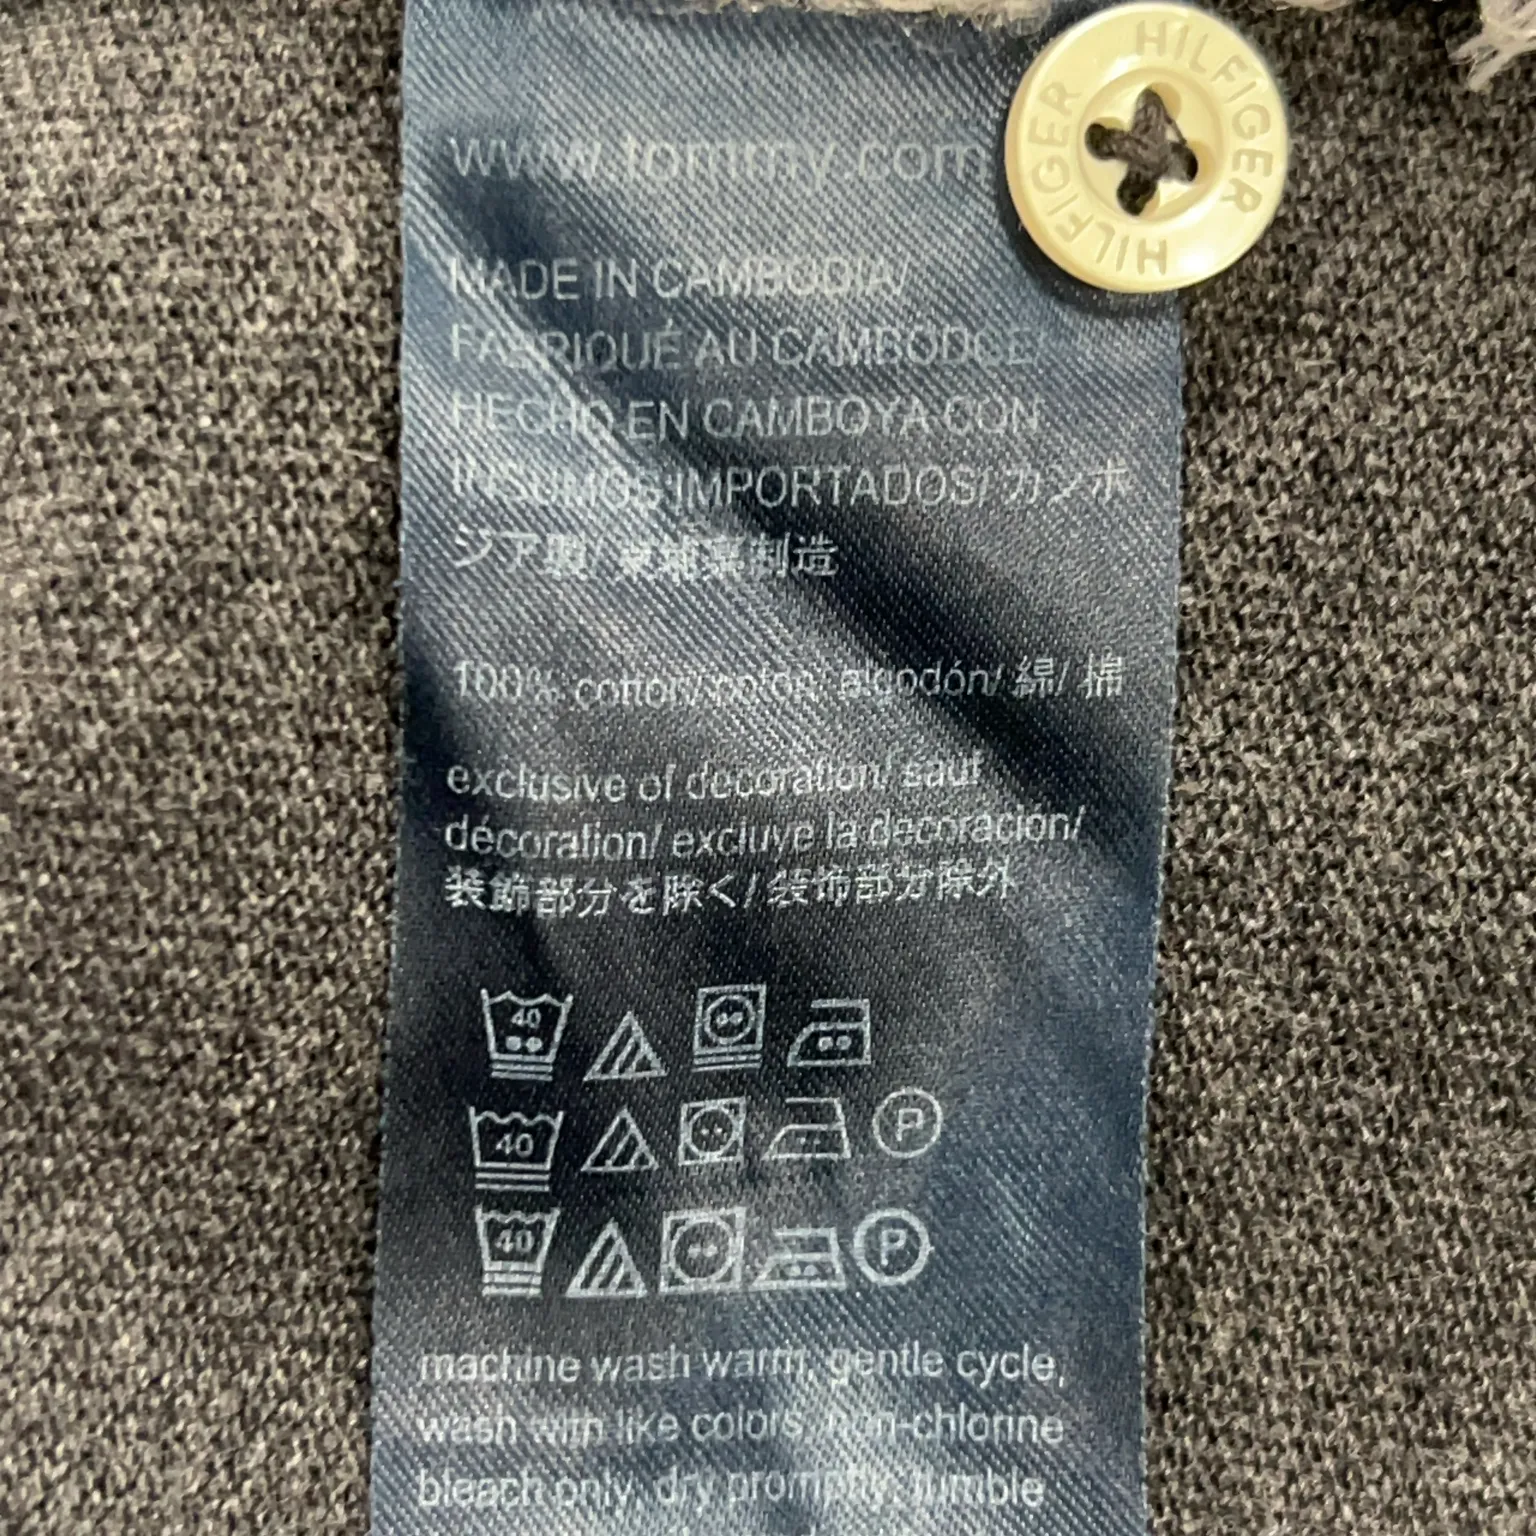 HILFIGER HILFIGER
www.tommy.com
MADE IN CAMBODIA/
FABRIQUÉ AU CAMBODGE
HECHO EN CAMBOYA CON
INSUMOS IMPORTADOS/ カンボ
ジア製/ 柬埔寨制造
100% cotton/ coton/ algodón/ 綿/ 棉
exclusive of decoration/ sauf
décoration/ excluye la decoración/
装飾部分を除く/ 装饰部分除外
40
40 P
40 P
machine wash warm, gentle cycle,
wash with like colors, non-chlorine
bleach only, dry promptly, tumble